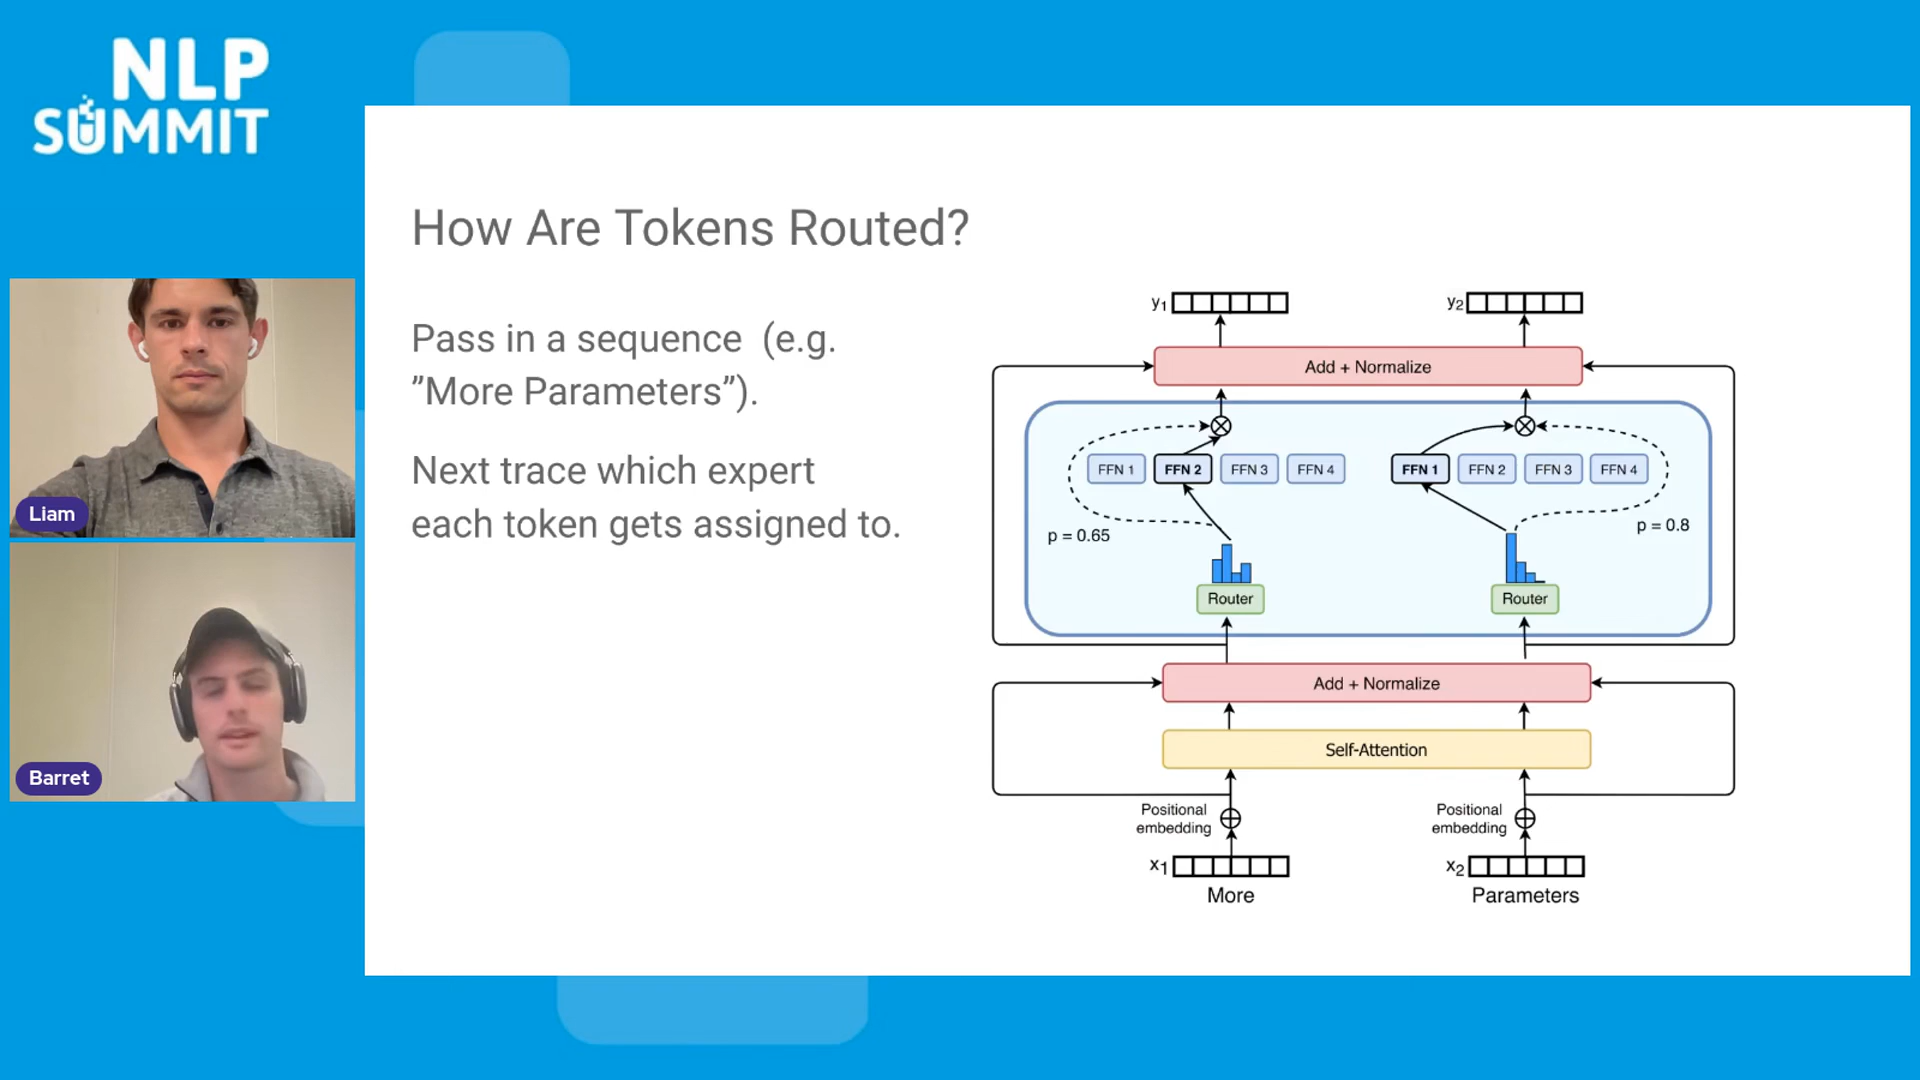 NLP
SUMMIT
Liam
Barret
How Are Tokens Routed?
Pass in a sequence  (e.g.
”More Parameters”).
Next trace which expert
each token gets assigned to.
y1
y2
Add + Normalize
FFN 1
FFN 2
FFN 3
FFN 4
FFN 1
FFN 2
FFN 3
FFN 4
p = 0.65
p = 0.8
Router
Router
Add + Normalize
Self-Attention
Positional
embedding
Positional
embedding
x1
x2
More
Parameters